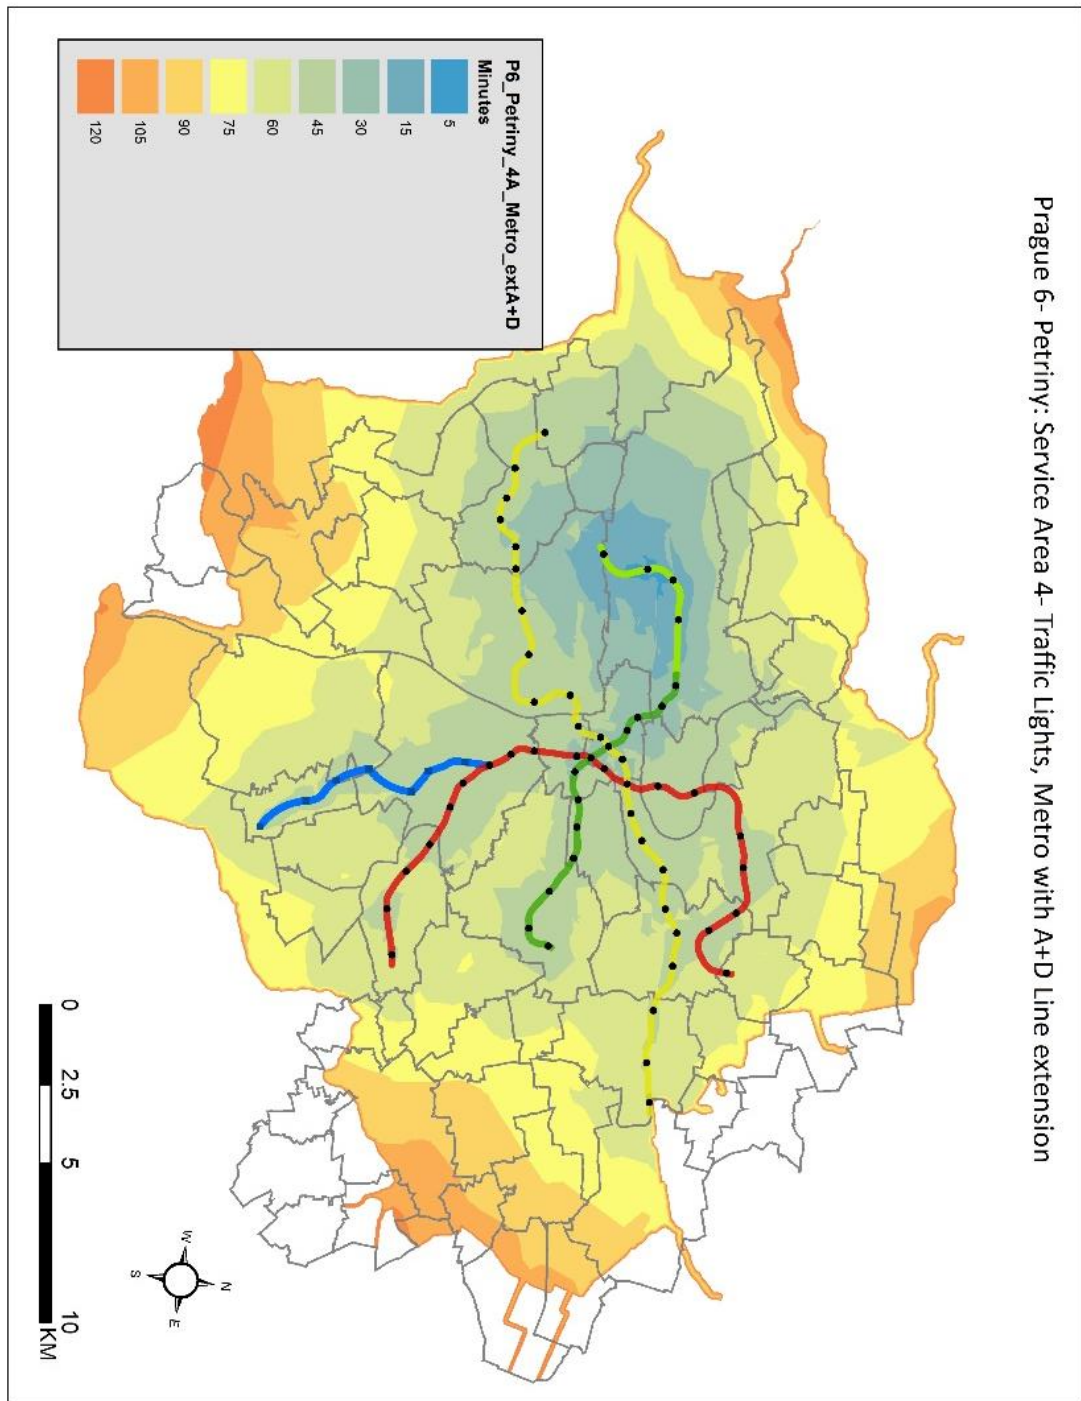 Prague 6- Petriny: Service Area 4- Traffic Lights, Metro with A+D Line extension
P6_Petriny_4A_Metro_extA+D
Minutes
5
15
30
45
60
75
90
105
120
N
W
E
S
0 2.5 5 10
KM